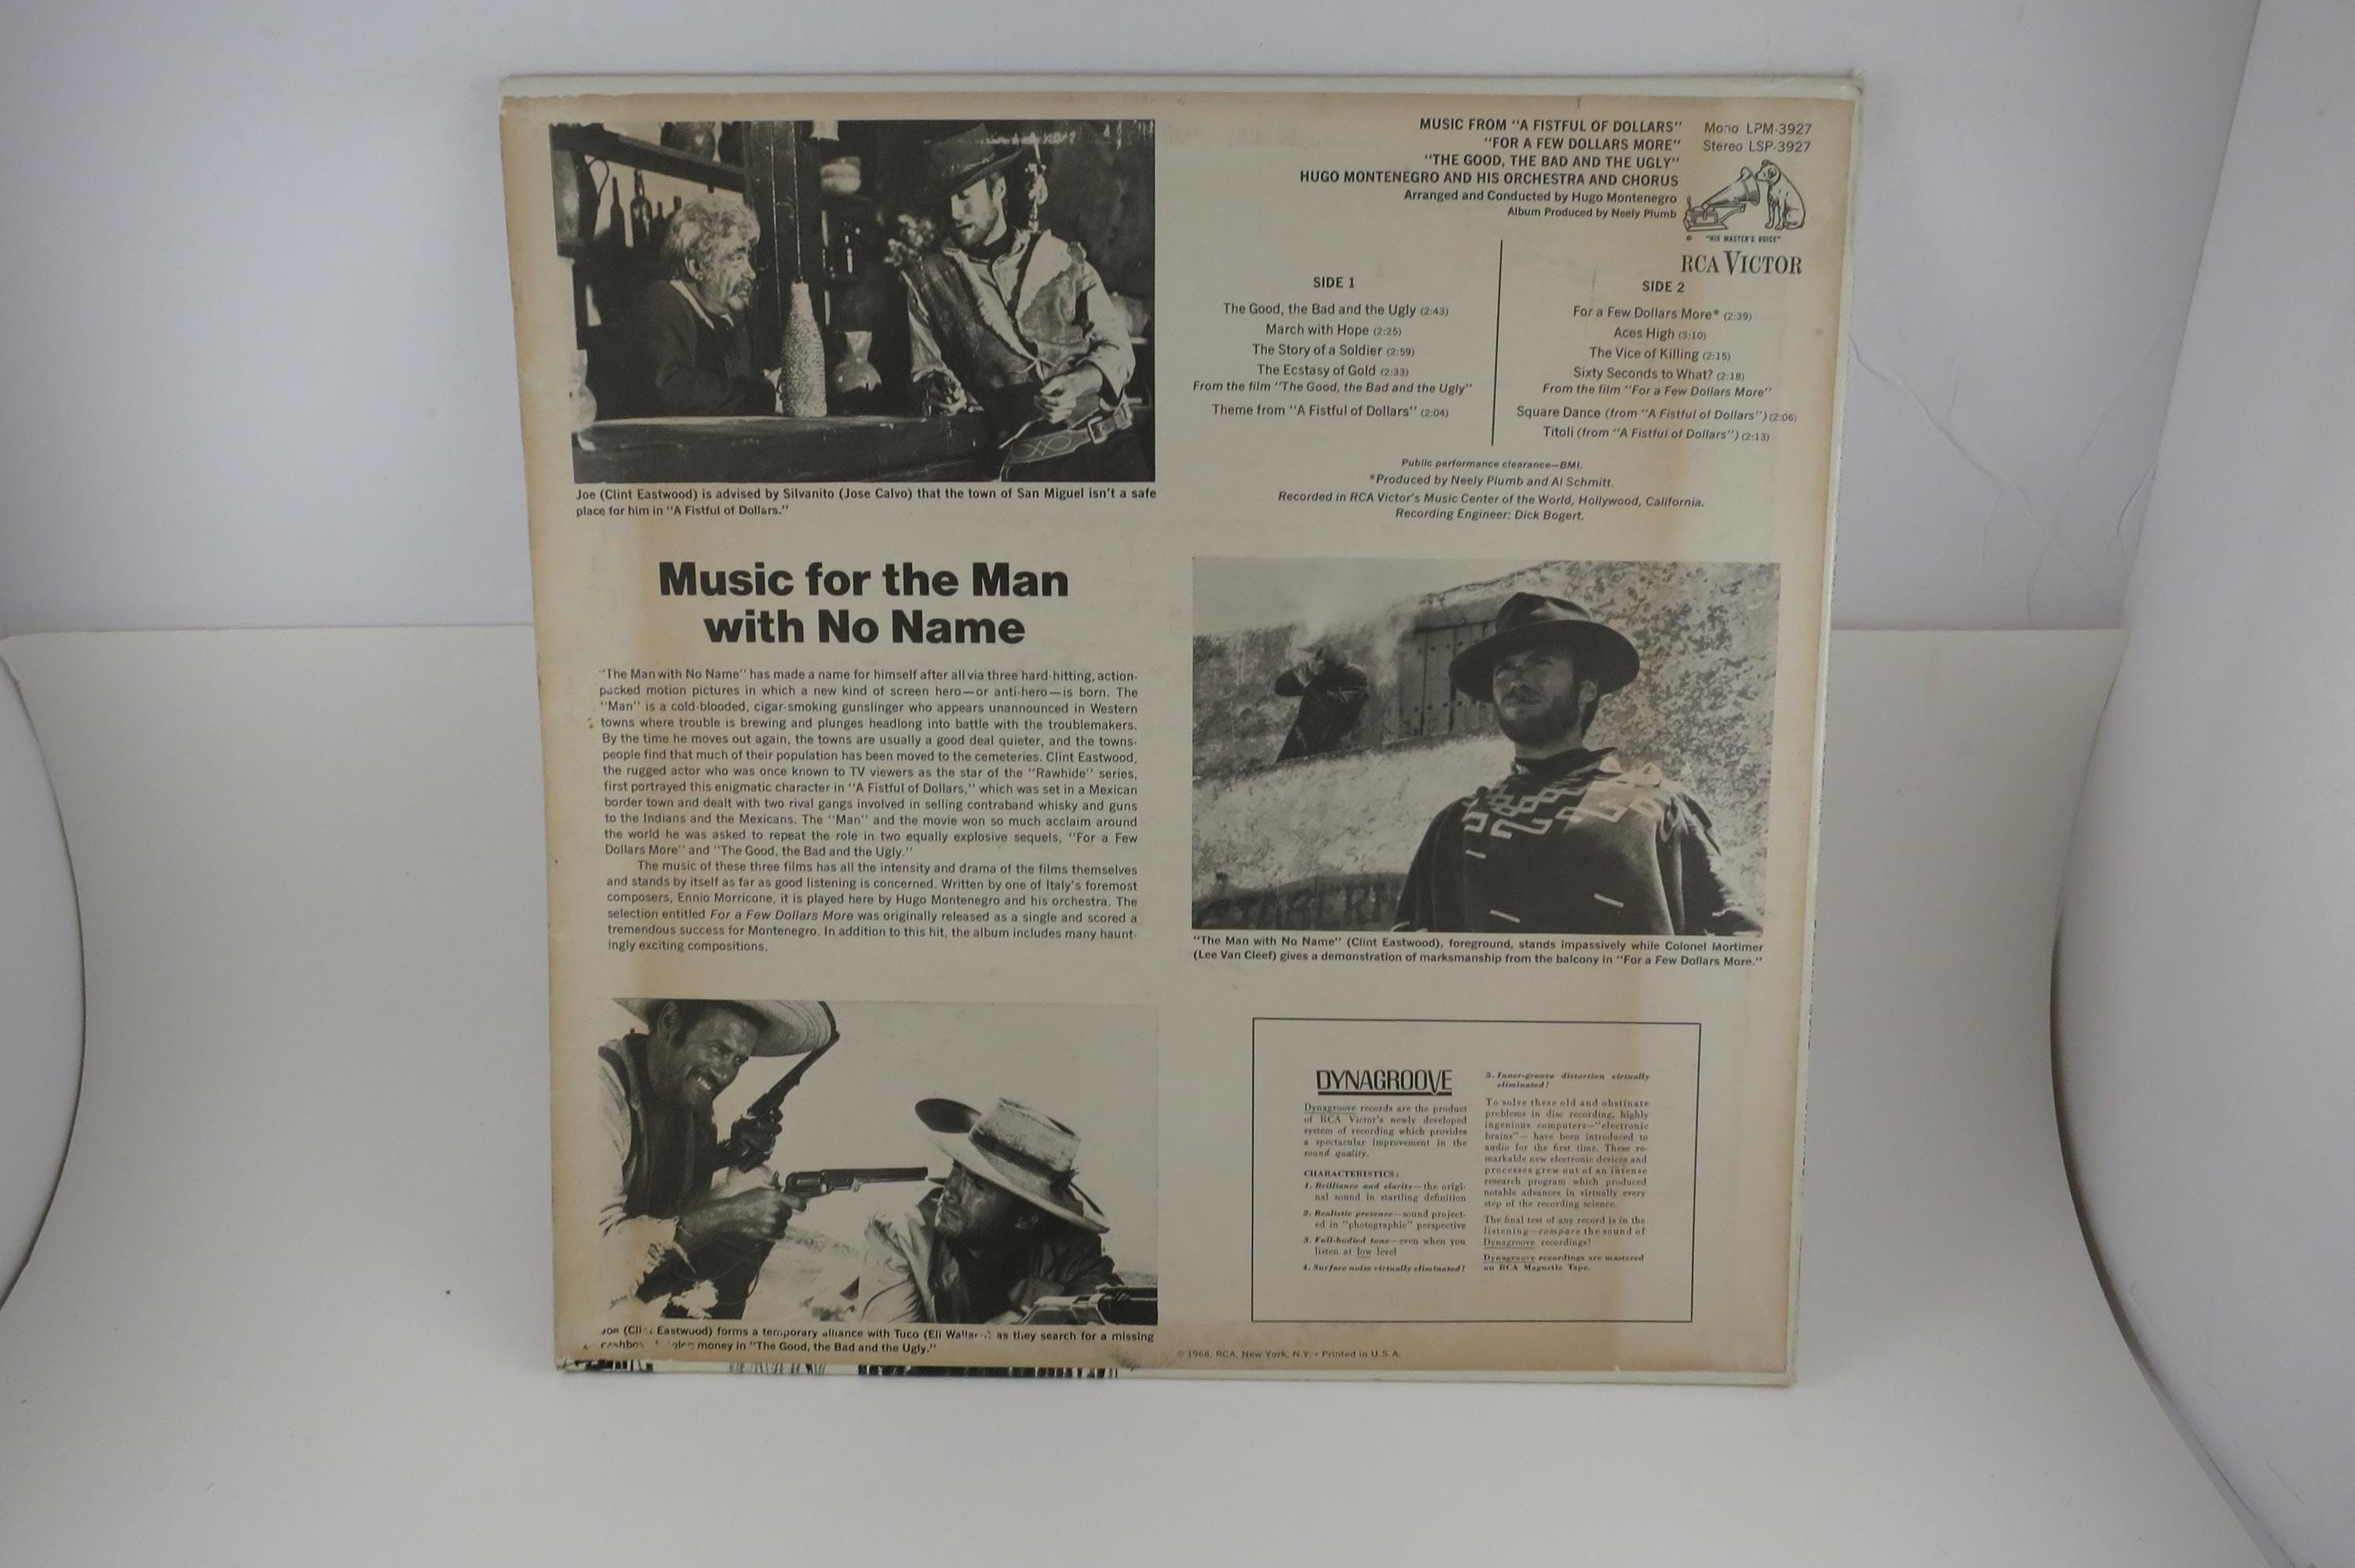 MUSIC FROM "A FISTFUL OF DOLLARS"
"FOR A FEW DOLLARS MORE"
"THE GOOD, THE BAD AND THE UGLY"
HUGO MONTENEGRO AND HIS ORCHESTRA AND CHORUS
Arranged and Conducted by Hugo Montenegro
Album Produced by Neely Plumb
Mono LPM-3927
Stereo LSP-3927
"HIS MASTER'S VOICE"
RCA VICTOR
SIDE 1
The Good, the Bad and the Ugly (2:43)
March with Hope (2:25)
The Story of a Soldier (2:59)
The Ecstasy of Gold (2:33)
From the film "The Good, the Bad and the Ugly"
Theme from "A Fistful of Dollars" (2:04)
SIDE 2
For a Few Dollars More* (2:39)
Aces High (3:10)
The Vice of Killing (2:15)
Sixty Seconds to What? (2:18)
From the film "For a Few Dollars More"
Square Dance (from "A Fistful of Dollars") (2:06)
Titoli (from "A Fistful of Dollars") (2:13)
Public performance clearance—BMI.
*Produced by Neely Plumb and Al Schmitt.
Recorded in RCA Victor's Music Center of the World, Hollywood, California.
Recording Engineer: Dick Bogert.
Joe (Clint Eastwood) is advised by Silvanito (Jose Calvo) that the town of San Miguel isn't a safe
place for him in "A Fistful of Dollars."
Music for the Man
with No Name
"The Man with No Name" has made a name for himself after all via three hard-hitting, action-
packed motion pictures in which a new kind of screen hero—or anti-hero—is born. The
"Man" is a cold-blooded, cigar-smoking gunslinger who appears unannounced in Western
towns where trouble is brewing and plunges headlong into battle with the troublemakers.
By the time he moves out again, the towns are usually a good deal quieter, and the towns-
people find that much of their population has been moved to the cemeteries. Clint Eastwood,
the rugged actor who was once known to TV viewers as the star of the "Rawhide" series,
first portrayed this enigmatic character in "A Fistful of Dollars," which was set in a Mexican
border town and dealt with two rival gangs involved in selling contraband whisky and guns
to the Indians and the Mexicans. The "Man" and the movie won so much acclaim around
the world he was asked to repeat the role in two equally explosive sequels, "For a Few
Dollars More" and "The Good, the Bad and the Ugly."
The music of these three films has all the intensity and drama of the films themselves
and stands by itself as far as good listening is concerned. Written by one of Italy's foremost
composers, Ennio Morricone, it is played here by Hugo Montenegro and his orchestra. The
selection entitled For a Few Dollars More was originally released as a single and scored a
tremendous success for Montenegro. In addition to this hit, the album includes many haunt-
ingly exciting compositions.
"The Man with No Name" (Clint Eastwood), foreground, stands impassively while Colonel Mortimer
(Lee Van Cleef) gives a demonstration of marksmanship from the balcony in "For a Few Dollars More."
Eastwood) forms a temporary alliance with Tuco (Eli as they search for a missing
money in "The Good, the Bad and the Ugly."
DYNAGROOVE
Dynagroove records are the product
of RCA Victor's newly developed
system of recording which provides
a spectacular improvement in the
sound quality.
CHARACTERISTICS:
1. Brilliance and clarity—the origi-
nal sound in startling definition
2. Realistic presence—sound project-
ed in "photographic" perspective
3. Full-bodied tone—even when you
listen at low level
4. Surface noise virtually eliminated!
5. Inner-groove distortion virtually
eliminated!
To solve these old and obstinate
problems in disc recording, highly
ingenious computers—"electronic
brains"—have been introduced to
audio for the first time. These re-
markable new electronic devices and
processes grew out of an intense
research program which produced
notable advances in virtually every
step of the recording science.
The final test of any record is in the
listening—compare the sound of
Dynagroove recordings!
Dynagroove recordings are mastered
on RCA Magnetic Tape.
© 1968, RCA, New York, N.Y. • Printed in U.S.A.